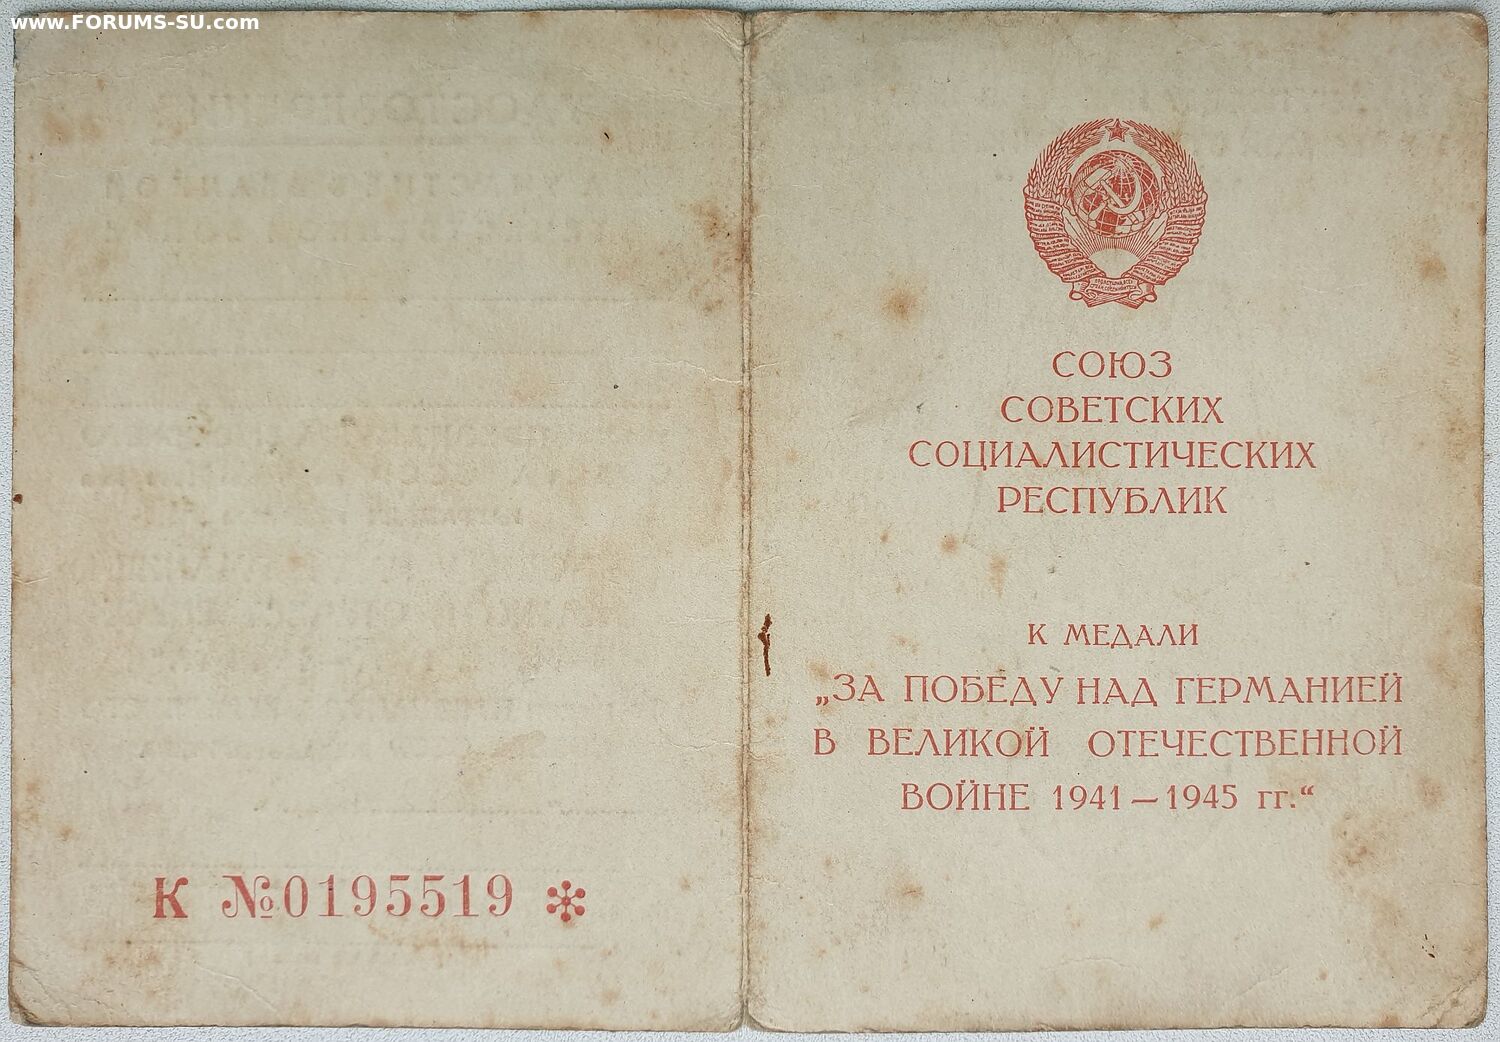 www.FORUMS-SU.com
СОЮЗ
СОВЕТСКИХ
СОЦИАЛИСТИЧЕСКИХ
РЕСПУБЛИК
К МЕДАЛИ
„ЗА ПОБЕДУ НАД ГЕРМАНИЕЙ
В ВЕЛИКОЙ ОТЕЧЕСТВЕННОЙ
ВОЙНЕ 1941—1945 гг.“
К №0195519